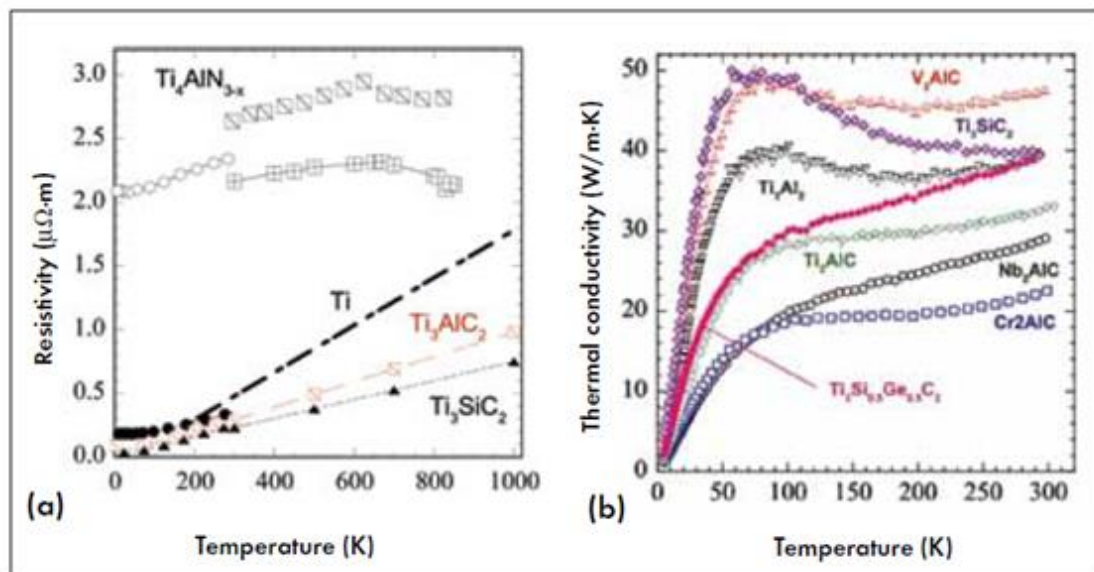 Ti₄AlN₃₋ₓ
3.0
2.5
2.0
1.5
1.0
0.5
0.0
Resistivity (μΩ·m)
Ti
Ti₃AlC₂
Ti₃SiC₂
0 200 400 600 800 1000
(a)
Temperature (K)
50
40
30
20
10
0
Thermal conductivity (W/m·K)
V₂AlC
Ti₃SiC₂
Ti₂AlC
Nb₂AlC
Cr2AlC
Ti₃Si₀.₅Ge₀.₅C₂
0 50 100 150 200 250 300
(b)
Temperature (K)